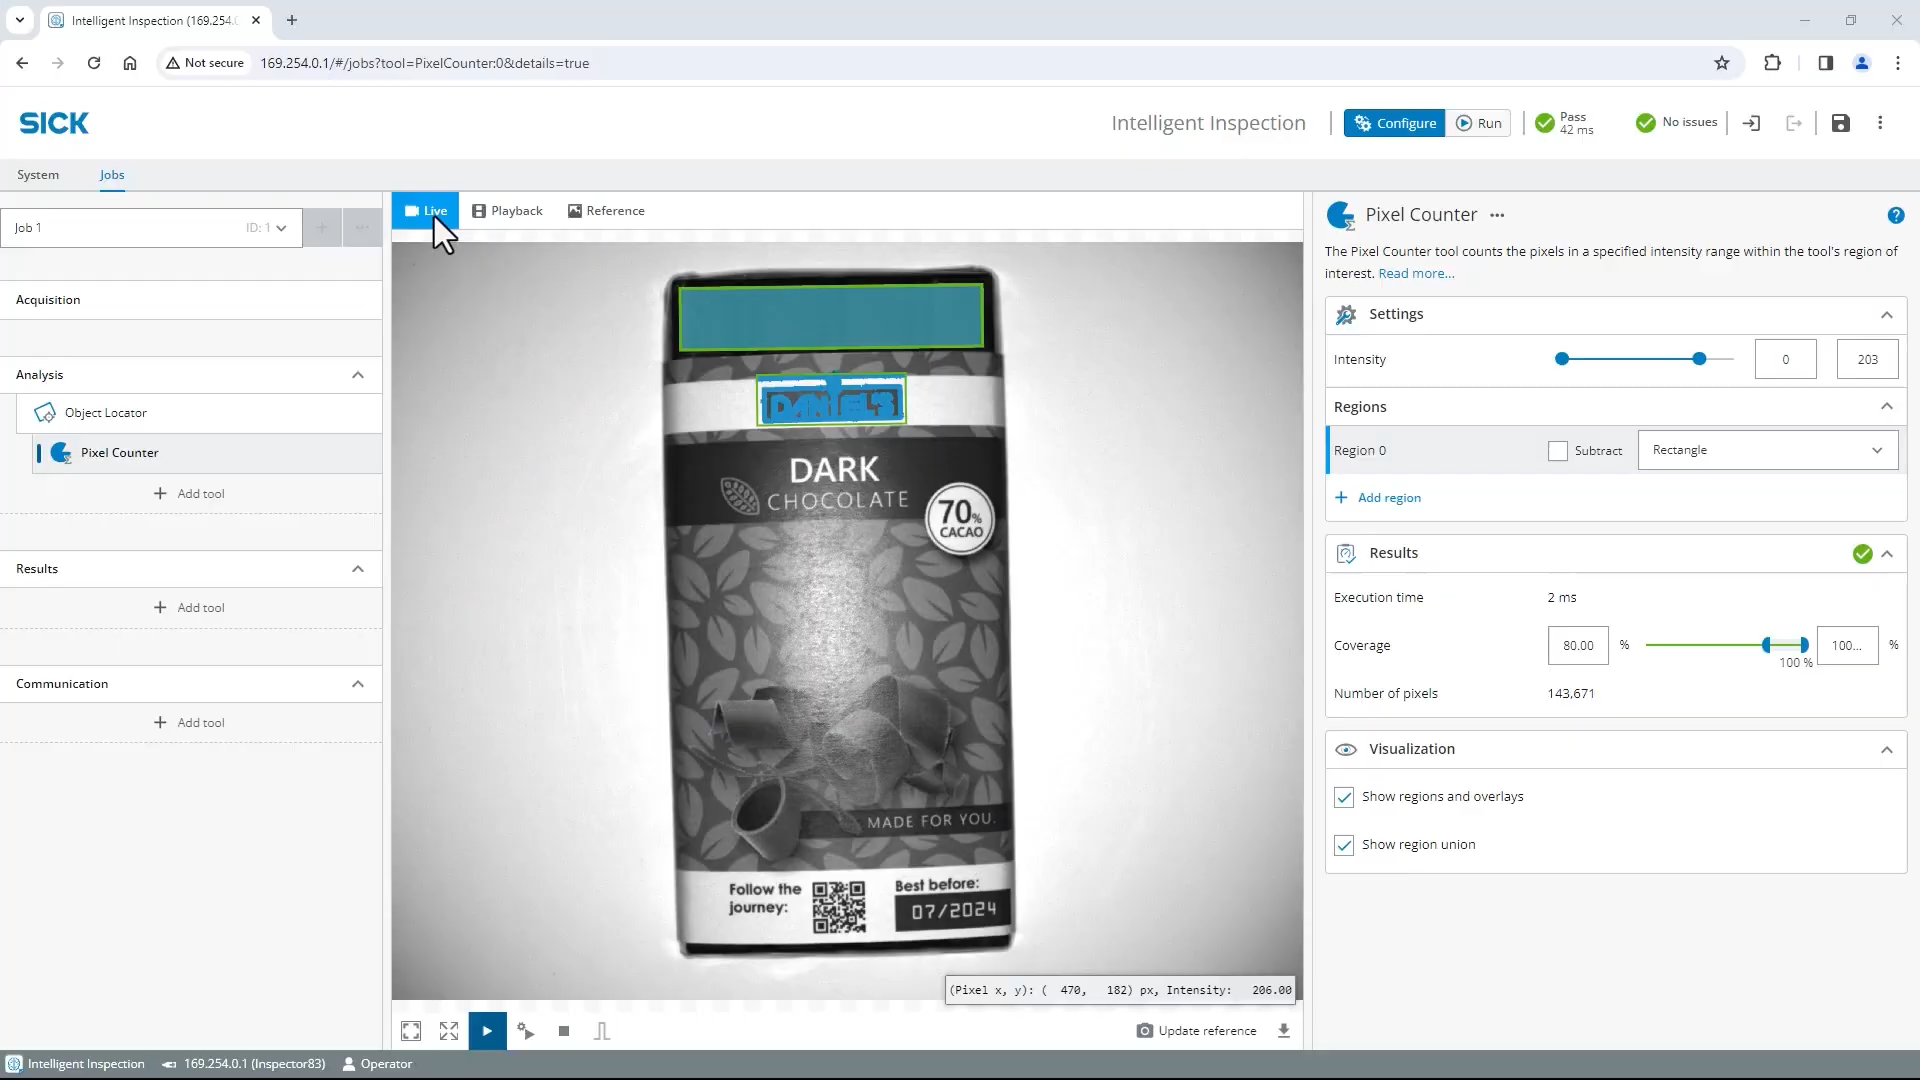 Intelligent Inspection (169.254.
Not secure
169.254.0.1/#/jobs?tool=PixelCounter:0&details=true
SICK
Intelligent Inspection
Configure
Run
Pass
42 ms
No issues
System
Jobs
Job 1
ID: 1
Live
Playback
Reference
Pixel Counter
The Pixel Counter tool counts the pixels in a specified intensity range within the tool's region of
interest. Read more...
Acquisition
Analysis
Object Locator
Pixel Counter
Add tool
Results
Add tool
Communication
Add tool
DANIEL'S
DARK
CHOCOLATE
70%
CACAO
MADE FOR YOU.
Follow the
journey:
Best before:
07/2024
(Pixel x, y): ( 470, 182) px, Intensity: 206.00
Update reference
Settings
Intensity
0
203
Regions
Region 0
Subtract
Rectangle
Add region
Results
Execution time
2 ms
Coverage
80.00
%
100...
%
100 %
Number of pixels
143,671
Visualization
Show regions and overlays
Show region union
Intelligent Inspection
169.254.0.1 (Inspector83)
Operator